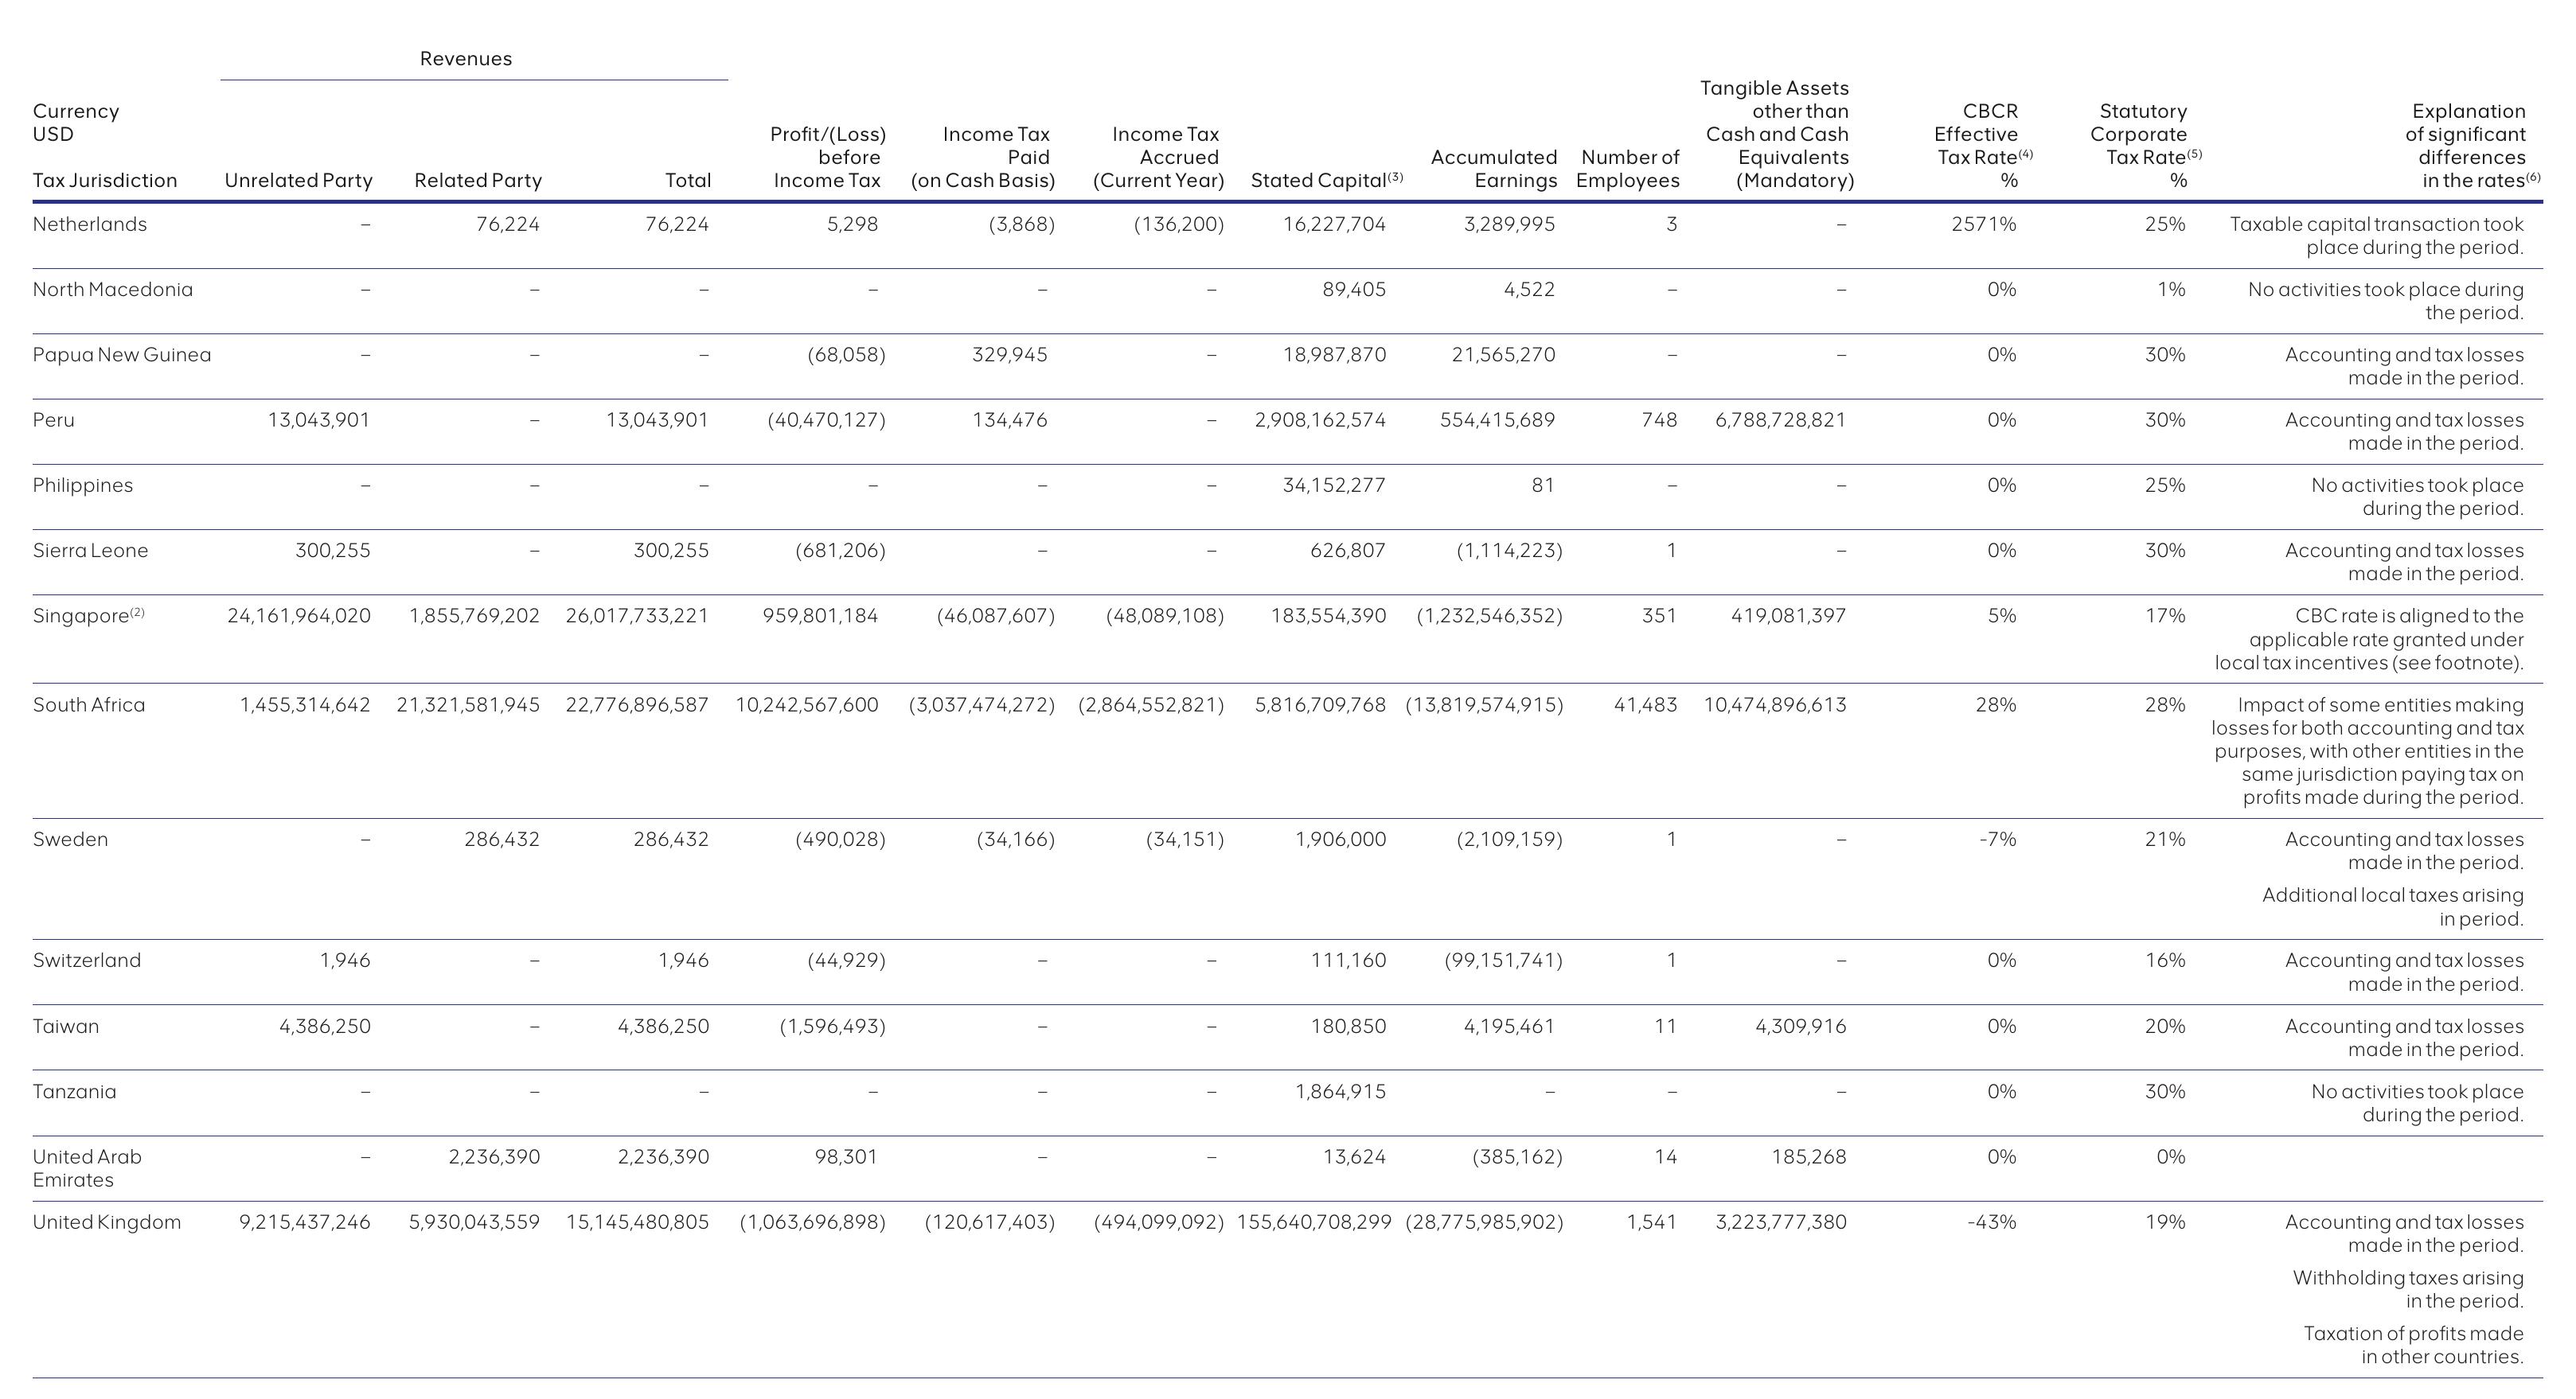 Revenues
Currency
USD
Tax Jurisdiction
Unrelated Party
Related Party
Total
Profit/(Loss)
before
Income Tax
Income Tax
Paid
(on Cash Basis)
Income Tax
Accrued
(Current Year)
Stated Capital(3)
Accumulated
Earnings
Number of
Employees
Tangible Assets
other than
Cash and Cash
Equivalents
(Mandatory)
CBCR
Effective
Tax Rate(4)
%
Statutory
Corporate
Tax Rate(5)
%
Explanation
of significant
differences
in the rates(6)
Netherlands – 76,224 76,224 5,298 (3,868) (136,200) 16,227,704 3,289,995 3 – 2571% 25% Taxable capital transaction took
place during the period.
North Macedonia – – – – – – 89,405 4,522 – – 0% 1% No activities took place during
the period.
Papua New Guinea – – – (68,058) 329,945 – 18,987,870 21,565,270 – – 0% 30% Accounting and tax losses
made in the period.
Peru 13,043,901 – 13,043,901 (40,470,127) 134,476 – 2,908,162,574 554,415,689 748 6,788,728,821 0% 30% Accounting and tax losses
made in the period.
Philippines – – – – – – 34,152,277 81 – – 0% 25% No activities took place
during the period.
Sierra Leone 300,255 – 300,255 (681,206) – – 626,807 (1,114,223) 1 – 0% 30% Accounting and tax losses
made in the period.
Singapore(2) 24,161,964,020 1,855,769,202 26,017,733,221 959,801,184 (46,087,607) (48,089,108) 183,554,390 (1,232,546,352) 351 419,081,397 5% 17% CBC rate is aligned to the
applicable rate granted under
local tax incentives (see footnote).
South Africa 1,455,314,642 21,321,581,945 22,776,896,587 10,242,567,600 (3,037,474,272) (2,864,552,821) 5,816,709,768 (13,819,574,915) 41,483 10,474,896,613 28% 28% Impact of some entities making
losses for both accounting and tax
purposes, with other entities in the
same jurisdiction paying tax on
profits made during the period.
Sweden – 286,432 286,432 (490,028) (34,166) (34,151) 1,906,000 (2,109,159) 1 – -7% 21% Accounting and tax losses
made in the period.
Additional local taxes arising
in period.
Switzerland 1,946 – 1,946 (44,929) – – 111,160 (99,151,741) 1 – 0% 16% Accounting and tax losses
made in the period.
Taiwan 4,386,250 – 4,386,250 (1,596,493) – – 180,850 4,195,461 11 4,309,916 0% 20% Accounting and tax losses
made in the period.
Tanzania – – – – – – 1,864,915 – – – 0% 30% No activities took place
during the period.
United Arab – 2,236,390 2,236,390 98,301 – – 13,624 (385,162) 14 185,268 0% 0%
Emirates
United Kingdom 9,215,437,246 5,930,043,559 15,145,480,805 (1,063,696,898) (120,617,403) (494,099,092) 155,640,708,299 (28,775,985,902) 1,541 3,223,777,380 -43% 19% Accounting and tax losses
made in the period.
Withholding taxes arising
in the period.
Taxation of profits made
in other countries.